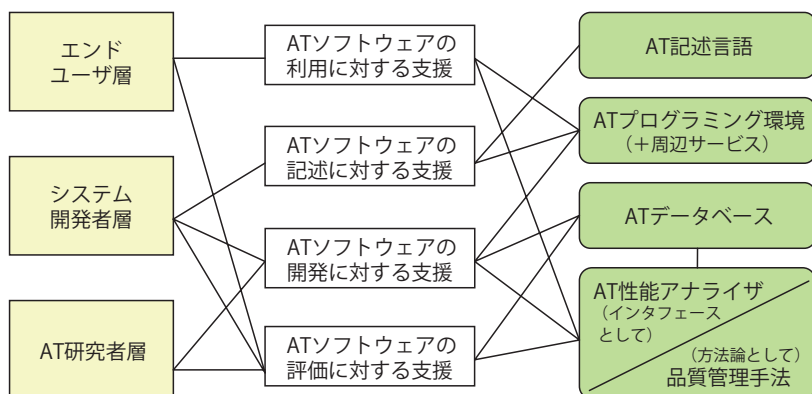 エンド
ユーザ層
システム
開発者層
AT研究者層
ATソフトウェアの
利用に対する支援
ATソフトウェアの
記述に対する支援
ATソフトウェアの
開発に対する支援
ATソフトウェアの
評価に対する支援
AT記述言語
ATプログラミング環境
（＋周辺サービス）
ATデータベース
AT性能アナライザ
（インタフェース
として）
（方法論として）
品質管理手法